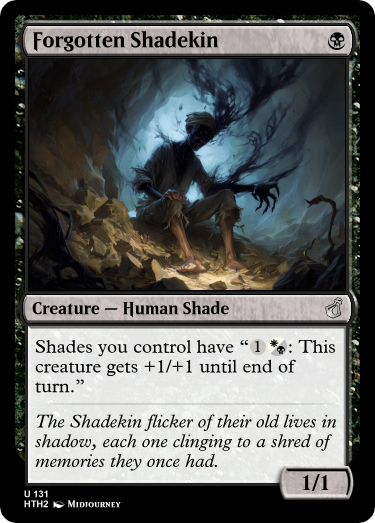 Forgotten Shadekin
Creature — Human Shade
Shades you control have “1 : This
creature gets +1/+1 until end of
turn.”
The Shadekin flicker of their old lives in
shadow, each one clinging to a shred of
memories they once had.
1/1
U 131
HTH2 Midjourney